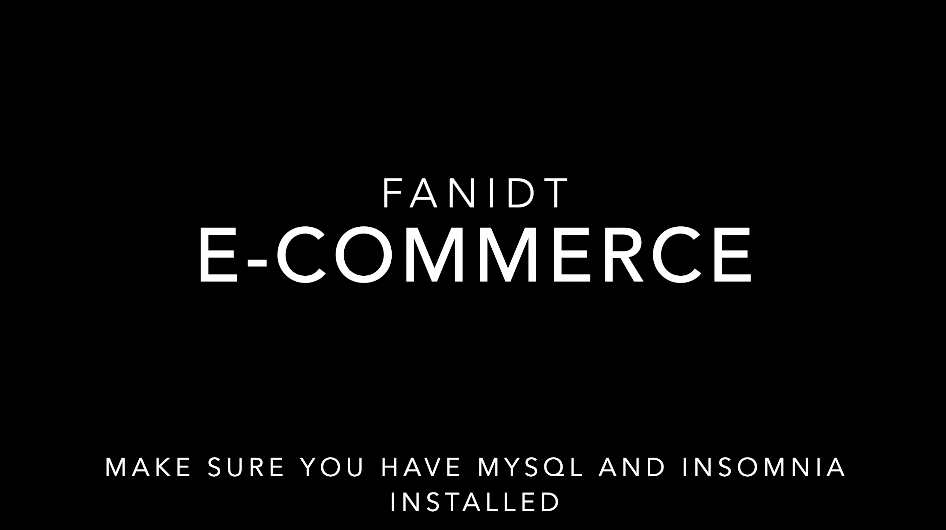 FANIDT
E-COMMERCE
MAKE SURE YOU HAVE MYSQL AND INSOMNIA
INSTALLED